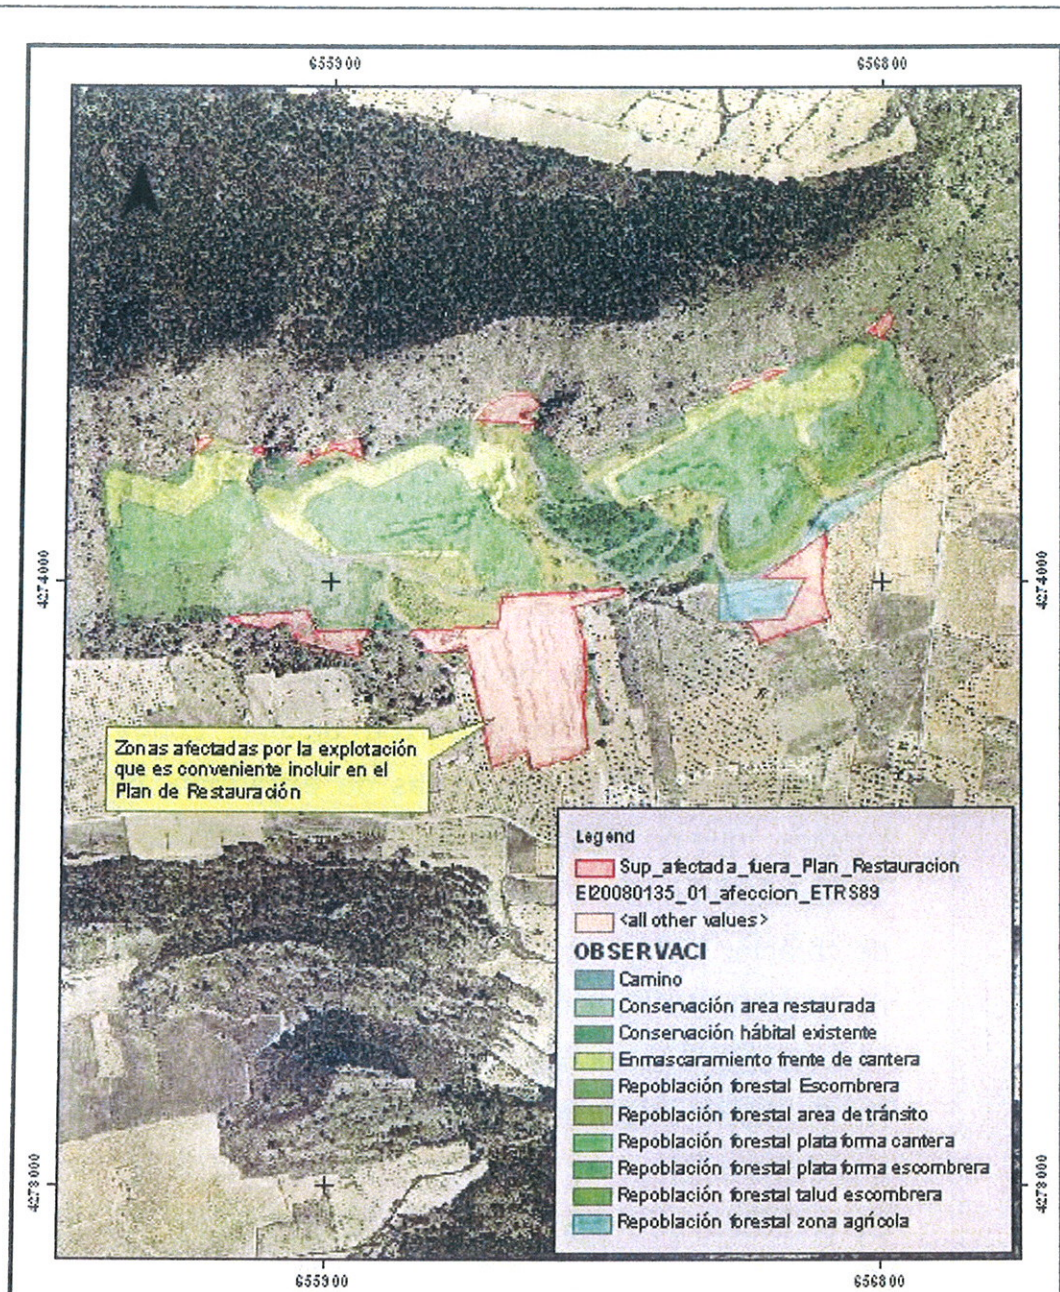 655900 656800
4274000 4274000
Zonas afectadas por la explotación
que es conveniente incluir en el
Plan de Restauración
Legend
Sup_afectada_fuera_Plan_Restauracion
EI20080135_01_afeccion_ETRS89
<all other values>
OBSERVACI
Camino
Conservación area restaurada
Conservación hábital existente
Enmascaramiento frente de cantera
Repoblación forestal Escombrera
Repoblación forestal area de tránsito
Repoblación forestal plataforma cantera
Repoblación forestal plataforma escombrera
Repoblación forestal talud escombrera
Repoblación forestal zona agrícola
4273000 4273000
655900 656800